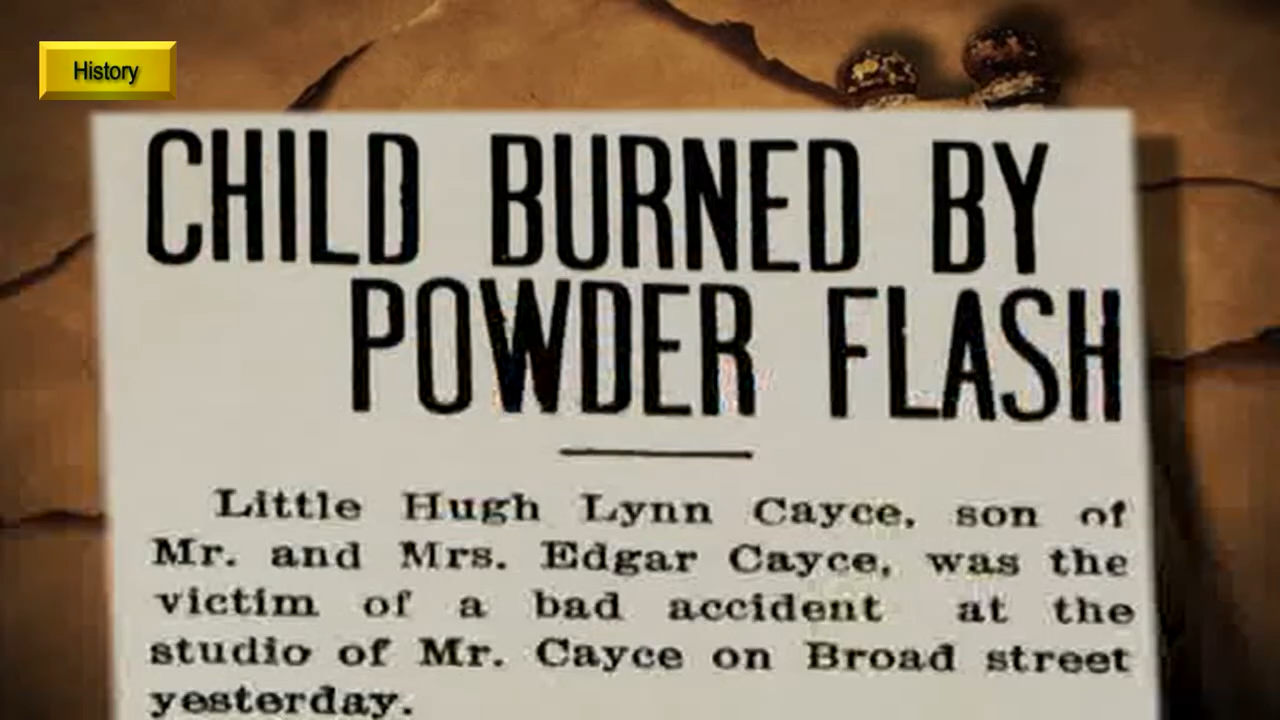 History
CHILD BURNED BY
POWDER FLASH
Little Hugh Lynn Cayce, son of
Mr. and Mrs. Edgar Cayce, was the
victim of a bad accident at the
studio of Mr. Cayce on Broad street
yesterday.